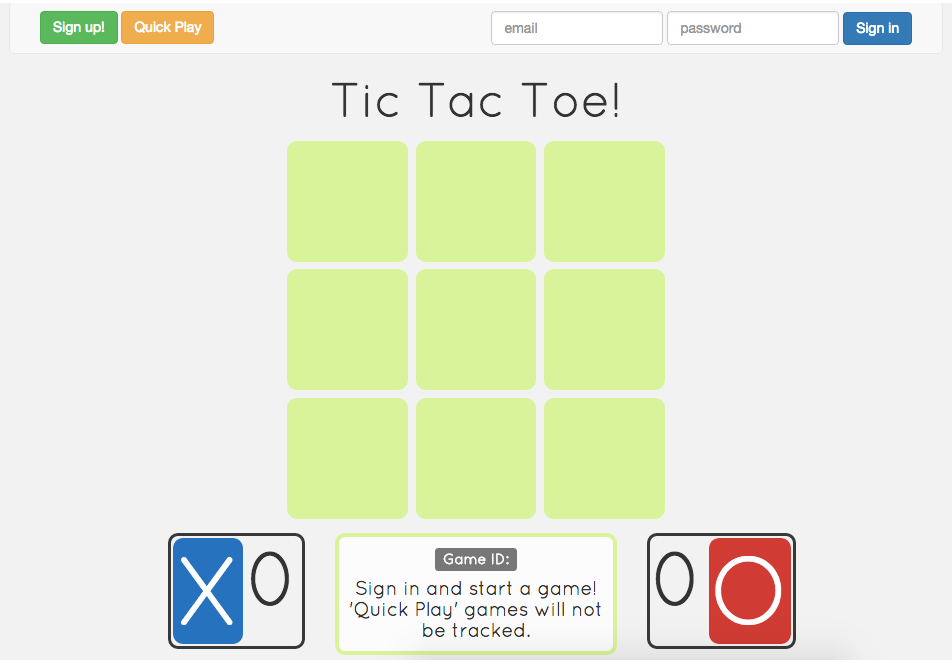 Sign up! Quick Play email password Sign in
Tic Tac Toe!
X 0
Game ID:
Sign in and start a game!
'Quick Play' games will not
be tracked.
0 O